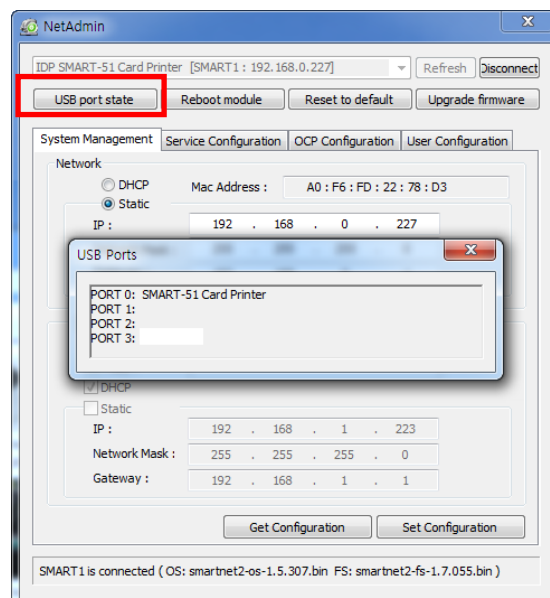 NetAdmin
IDP SMART-51 Card Printer [SMART1 : 192.168.0.227] Refresh Disconnect
USB port state Reboot module Reset to default Upgrade firmware
System Management Service Configuration OCP Configuration User Configuration
Network
DHCP Mac Address : A0 : F6 : FD : 22 : 78 : D3
Static
IP : 192 . 168 . 0 . 227
USB Ports
PORT 0: SMART-51 Card Printer
PORT 1:
PORT 2:
PORT 3:
DHCP
Static
IP : 192 . 168 . 1 . 223
Network Mask : 255 . 255 . 255 . 0
Gateway : 192 . 168 . 1 . 1
Get Configuration Set Configuration
SMART1 is connected ( OS: smartnet2-os-1.5.307.bin FS: smartnet2-fs-1.7.055.bin )